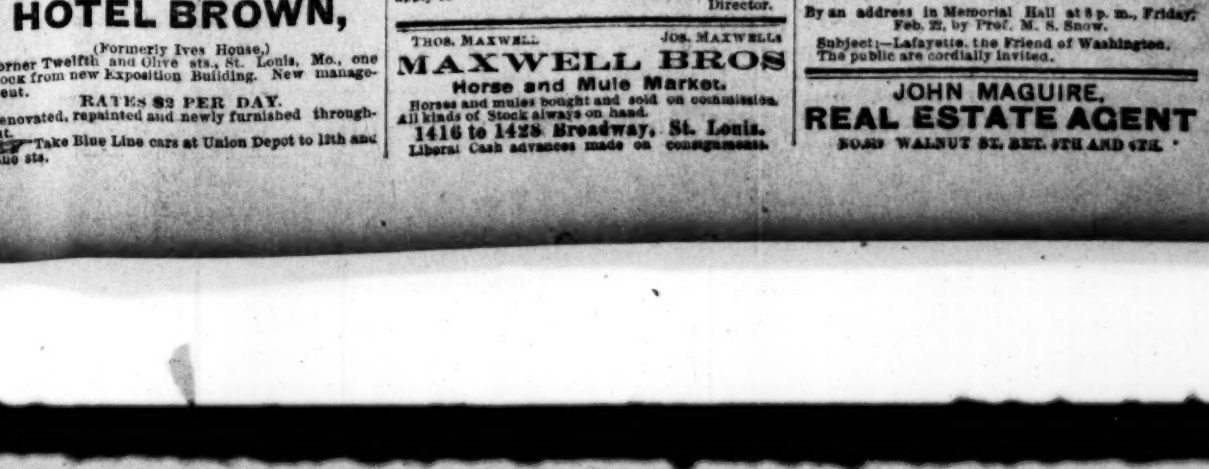 HOTEL BROWN,
(Formerly Ives House,)
orner Twelfth and Olive sts., St. Louis, Mo., one
ock from new Exposition Building. New manage-
ent.
RATES $2 PER DAY.
enovated, repainted and newly furnished through-
ut.
Take Blue Line cars at Union Depot to 12th and
sts.
Director.
THOS. MAXWELL. JOS. MAXWELL.
MAXWELL BROS
Horse and Mule Market.
Horses and mules bought and sold on commission.
All kinds of Stock always on hand.
1416 to 1428 Broadway, St. Louis.
Liberal Cash advances made on consignments.
By an address in Memorial Hall at 8 p. m., Friday,
Feb. 22, by Prof. M. S. Snow.
Subject:—Lafayette, the Friend of Washington.
The public are cordially invited.
JOHN MAGUIRE,
REAL ESTATE AGENT
WALNUT ST. BET. 5TH AND 6TH.